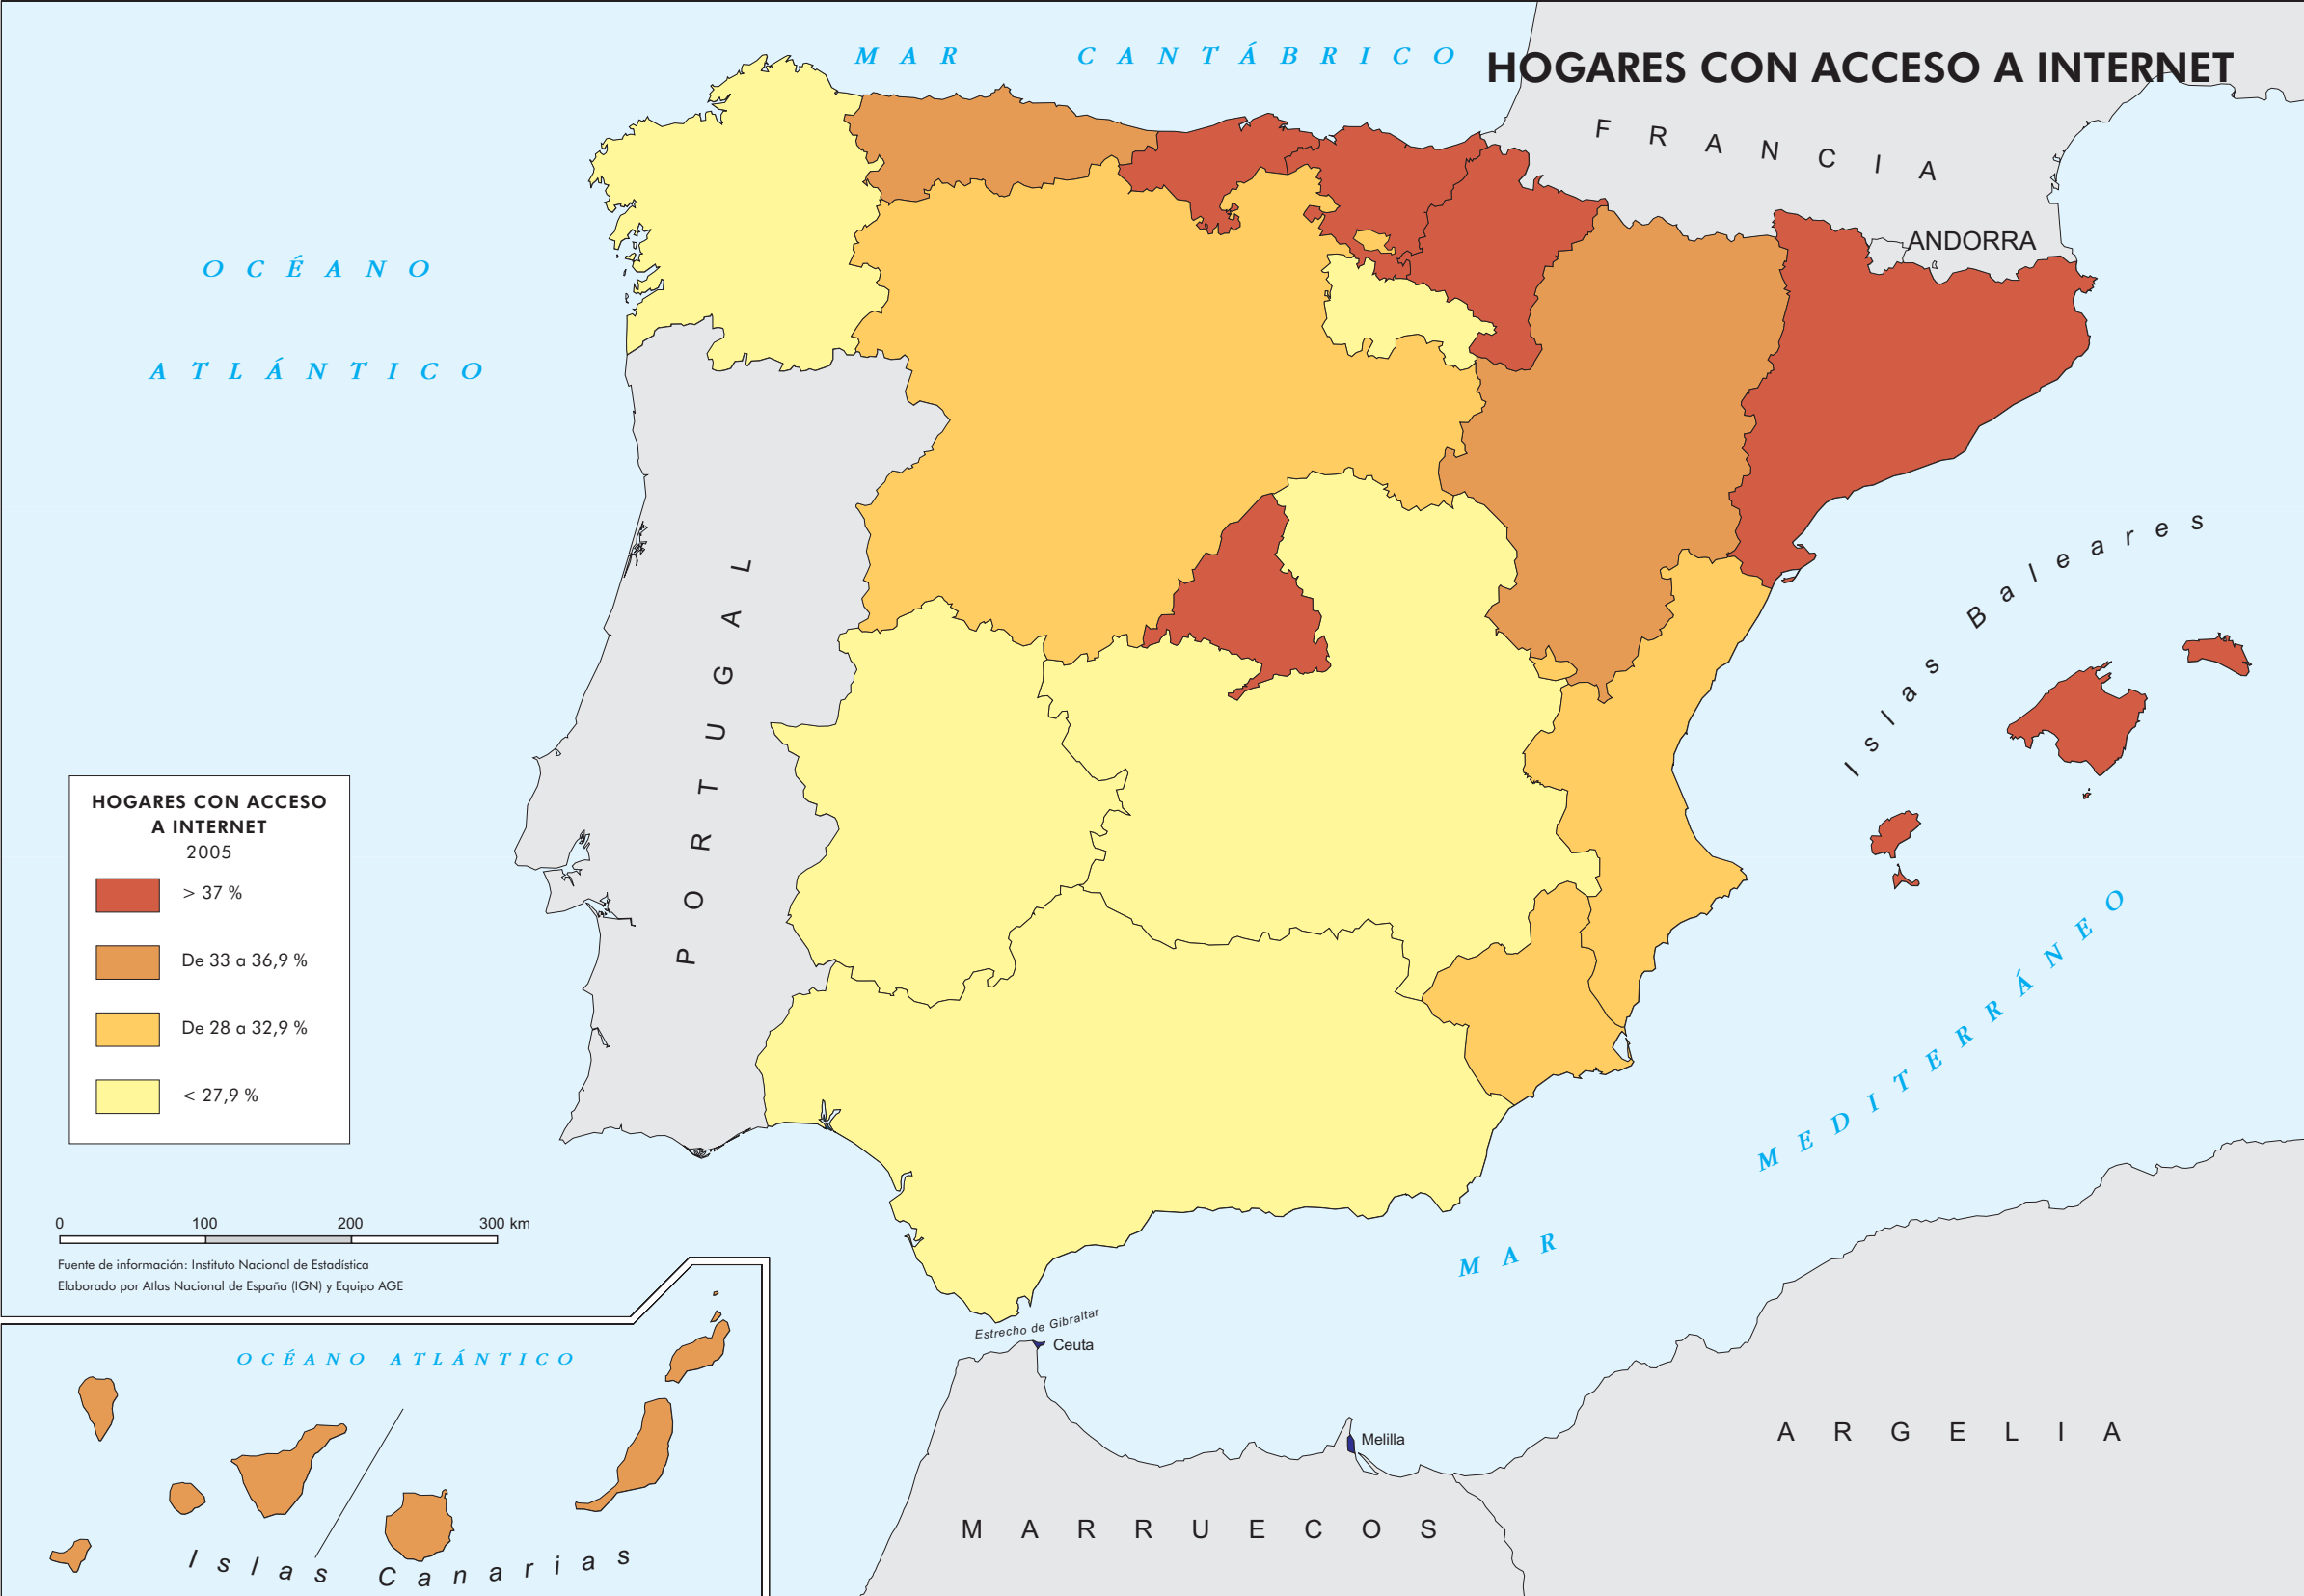 HOGARES CON ACCESO A INTERNET
MAR CANTÁBRICO
FRANCIA
ANDORRA
OCÉANO
ATLÁNTICO
PORTUGAL
Islas Baleares
MAR MEDITERRÁNEO
HOGARES CON ACCESO
A INTERNET
2005
> 37 %
De 33 a 36,9 %
De 28 a 32,9 %
< 27,9 %
0 100 200 300 km
Fuente de información: Instituto Nacional de Estadística
Elaborado por Atlas Nacional de España (IGN) y Equipo AGE
Estrecho de Gibraltar
Ceuta
Melilla
OCÉANO ATLÁNTICO
Islas Canarias
MARRUECOS
ARGELIA